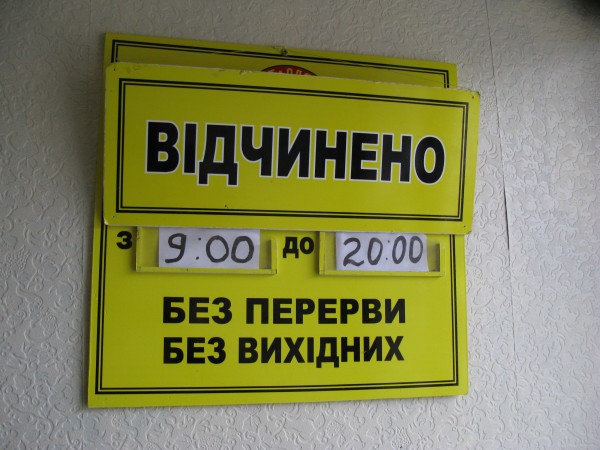 ВІДЧИНЕНО
З 9:00 ДО 20:00
БЕЗ ПЕРЕРВИ
БЕЗ ВИХІДНИХ